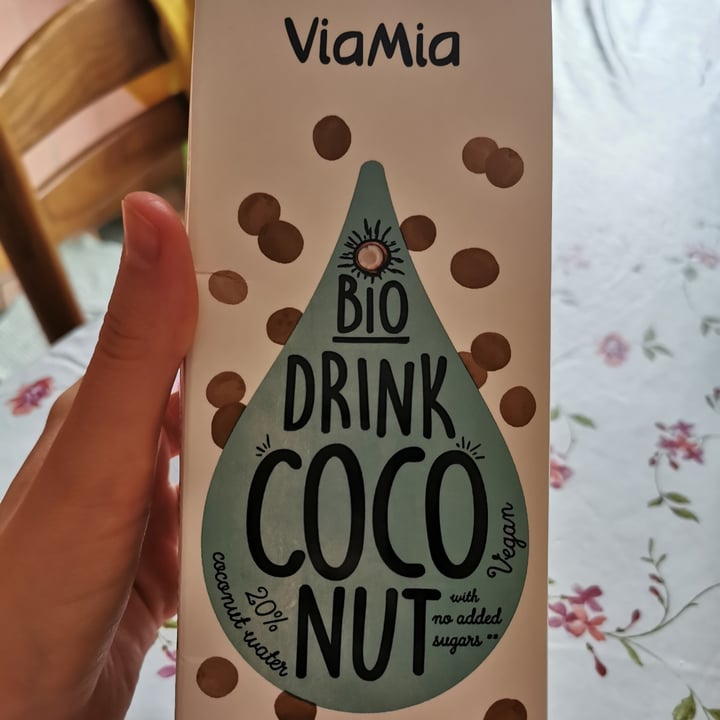 ViaMia
BiO
DRINK
COCO
NUT
20%
coconut water
Vegan
with
no added
sugars **